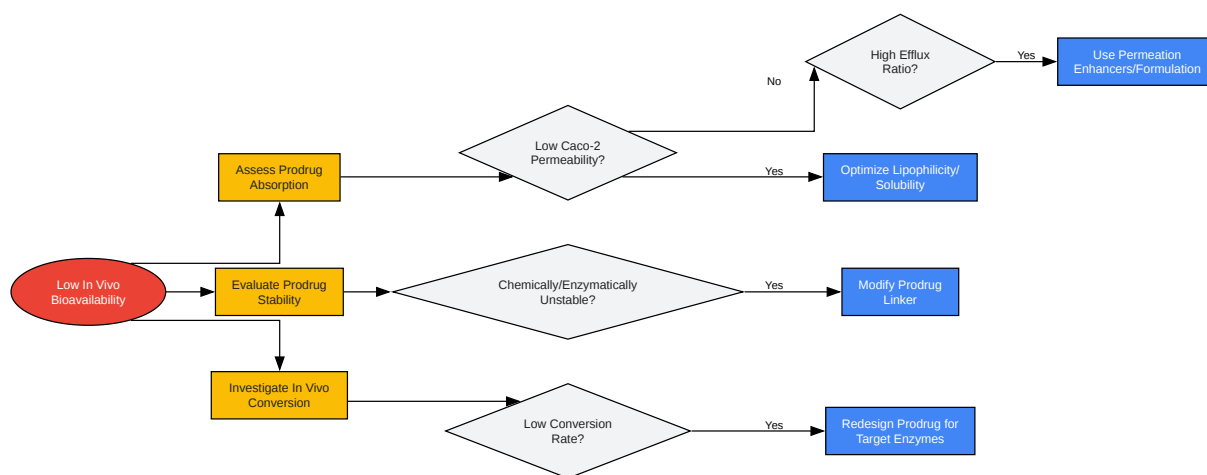 High Efflux
Ratio?
Yes
Use Permeation
Enhancers/Formulation
No
Low Caco-2
Permeability?
Assess Prodrug
Absorption
Yes
Optimize Lipophilicity/
Solubility
Low In Vivo
Bioavailability
Evaluate Prodrug
Stability
Chemically/Enzymatically
Unstable?
Yes
Modify Prodrug
Linker
Investigate In Vivo
Conversion
Low Conversion
Rate?
Yes
Redesign Prodrug for
Target Enzymes